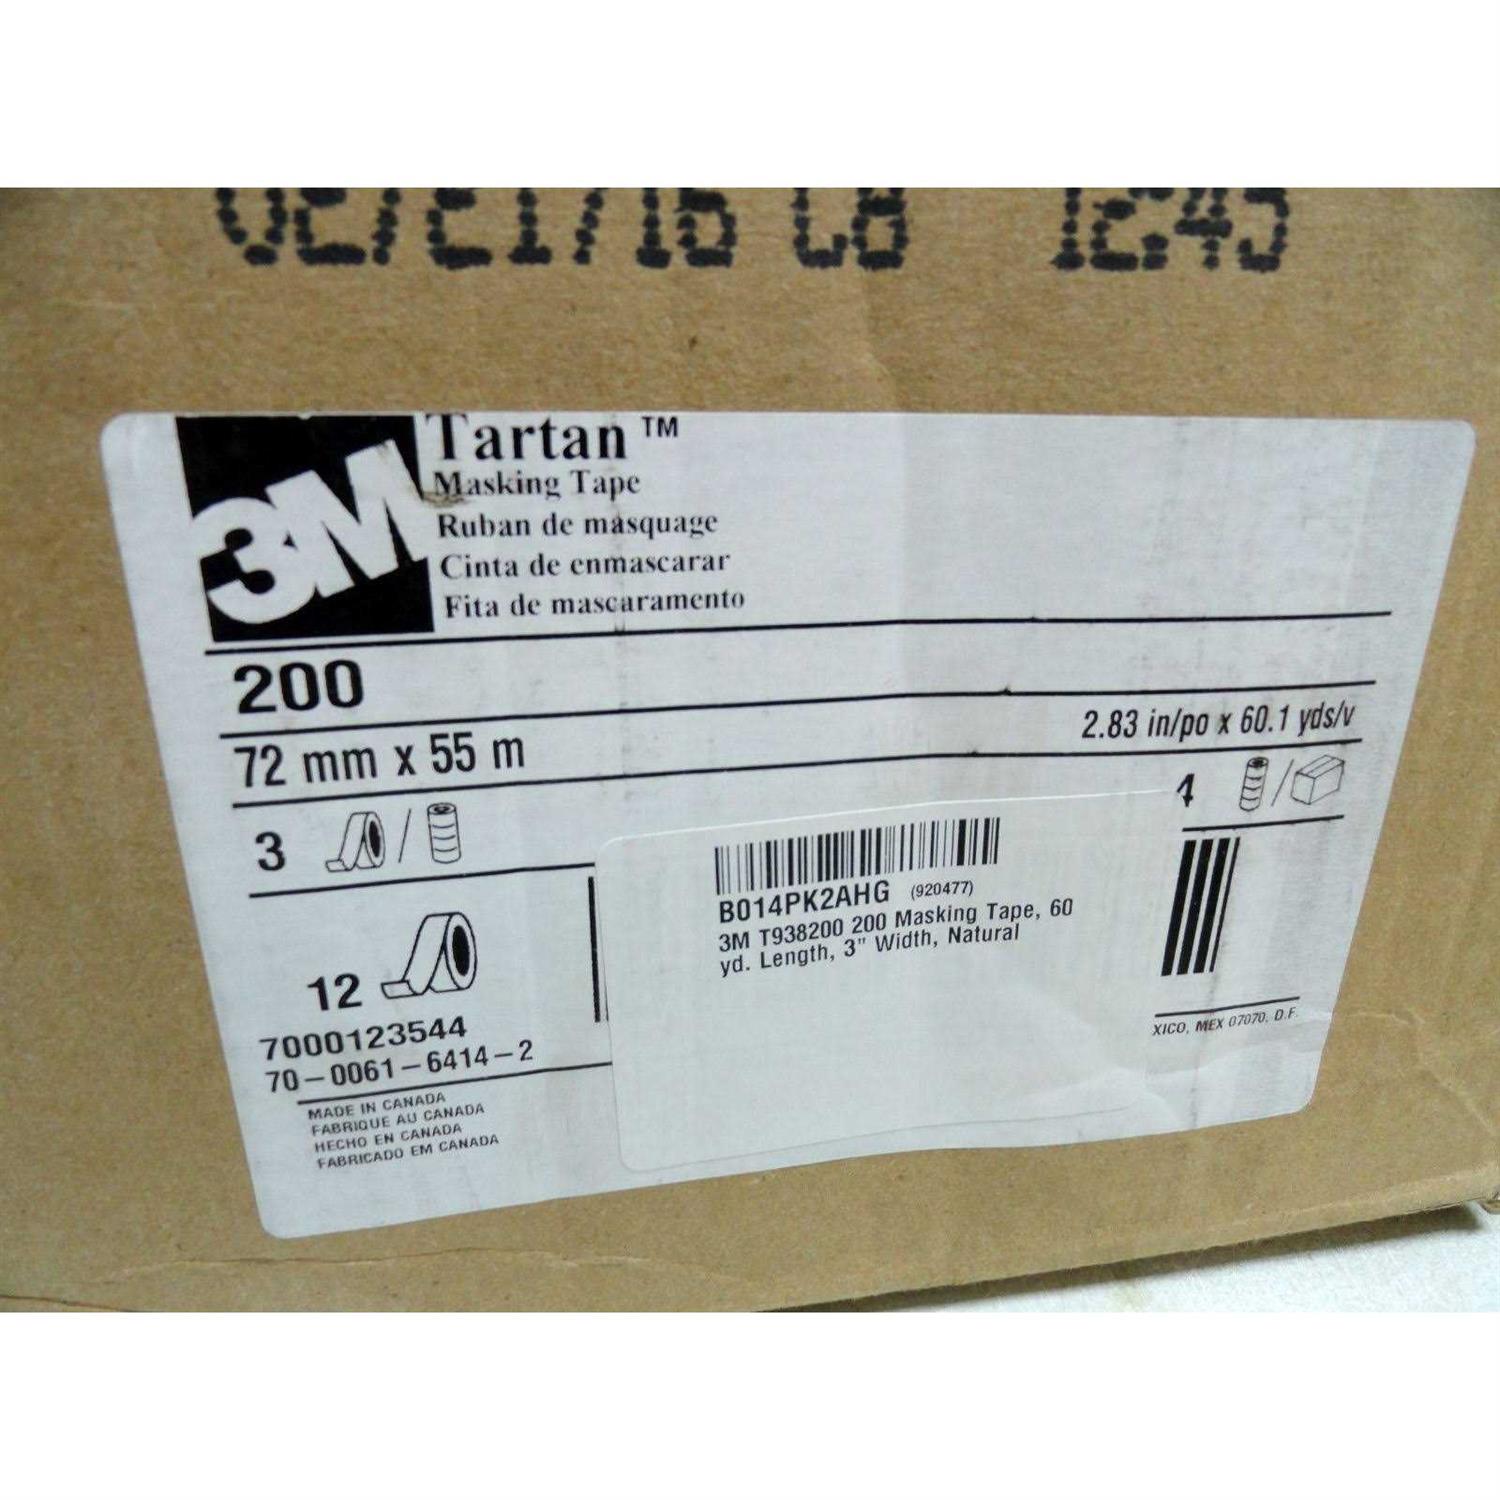 02/21/16 C8 12:45
3M
Tartan™
Masking Tape
Ruban de masquage
Cinta de enmascarar
Fita de mascaramento
200
72 mm x 55 m
2.83 in/po x 60.1 yds/v
3 /
4 /
12
7000123544
70-0061-6414-2
MADE IN CANADA
FABRIQUE AU CANADA
HECHO EN CANADA
FABRICADO EM CANADA
B014PK2AHG (920477)
3M T938200 200 Masking Tape, 60
yd. Length, 3" Width, Natural
XICO, MEX 07070. D.F.